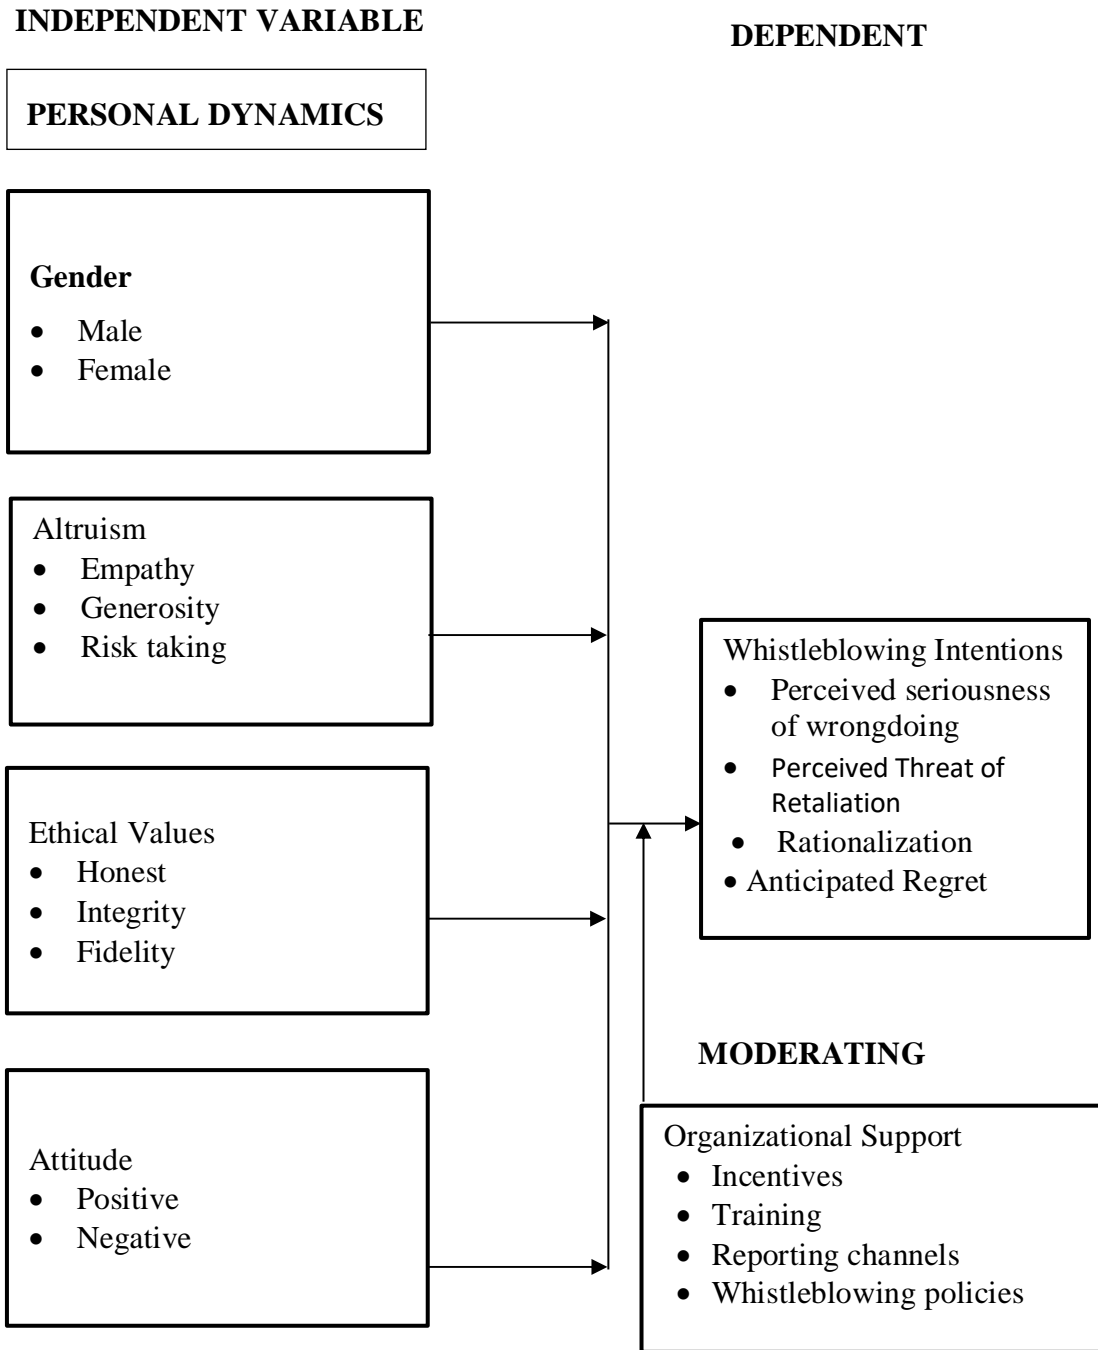 INDEPENDENT VARIABLE
DEPENDENT
PERSONAL DYNAMICS
Gender
• Male
• Female
Altruism
• Empathy
• Generosity
• Risk taking
Ethical Values
• Honest
• Integrity
• Fidelity
Attitude
• Positive
• Negative
Whistleblowing Intentions
• Perceived seriousness
of wrongdoing
• Perceived Threat of
Retaliation
• Rationalization
• Anticipated Regret
MODERATING
Organizational Support
• Incentives
• Training
• Reporting channels
• Whistleblowing policies